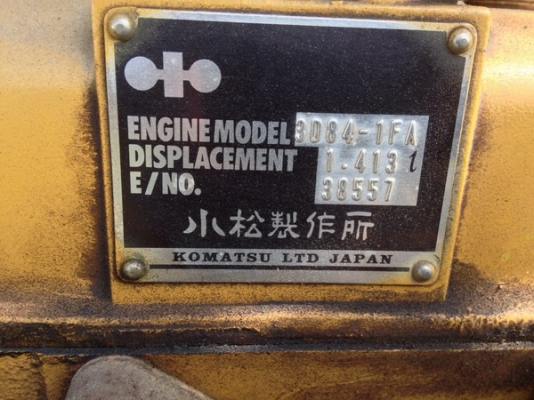 ENGINE MODEL 3D84-1FA
DISPLACEMENT 1.413 l
E/NO. 38557
小松製作所
KOMATSU LTD JAPAN